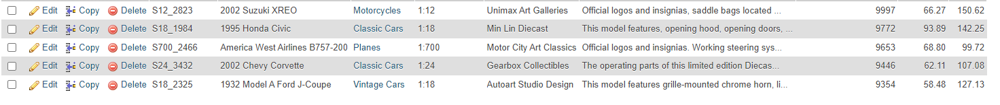 Edit Copy Delete S12_2823 2002 Suzuki XREO Motorcycles 1:12 Unimax Art Galleries Official logos and insignias, saddle bags located ... 9997 66.27 150.62
Edit Copy Delete S18_1984 1995 Honda Civic Classic Cars 1:18 Min Lin Diecast This model features, opening hood, opening doors, ... 9772 93.89 142.25
Edit Copy Delete S700_2466 America West Airlines B757-200 Planes 1:700 Motor City Art Classics Official logos and insignias. Working steering sys... 9653 68.80 99.72
Edit Copy Delete S24_3432 2002 Chevy Corvette Classic Cars 1:24 Gearbox Collectibles The operating parts of this limited edition Diecas... 9446 62.11 107.08
Edit Copy Delete S18_2325 1932 Model A Ford J-Coupe Vintage Cars 1:18 Autoart Studio Design This model features grille-mounted chrome horn, li... 9354 58.48 127.13